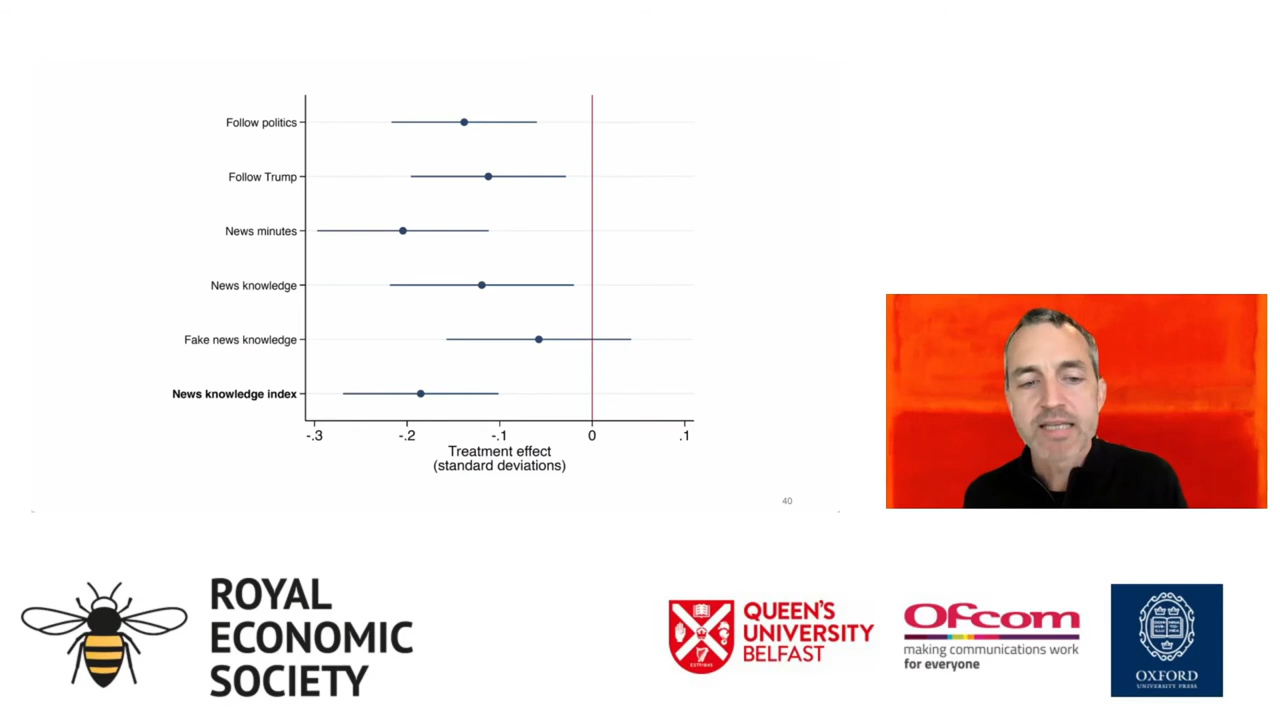 Follow politics
Follow Trump
News minutes
News knowledge
Fake news knowledge
News knowledge index
-.3
-.2
-.1
0
.1
Treatment effect
(standard deviations)
40
ROYAL
ECONOMIC
SOCIETY
QUEEN'S
UNIVERSITY
BELFAST
Ofcom
making communications work
for everyone
OXFORD
UNIVERSITY PRESS